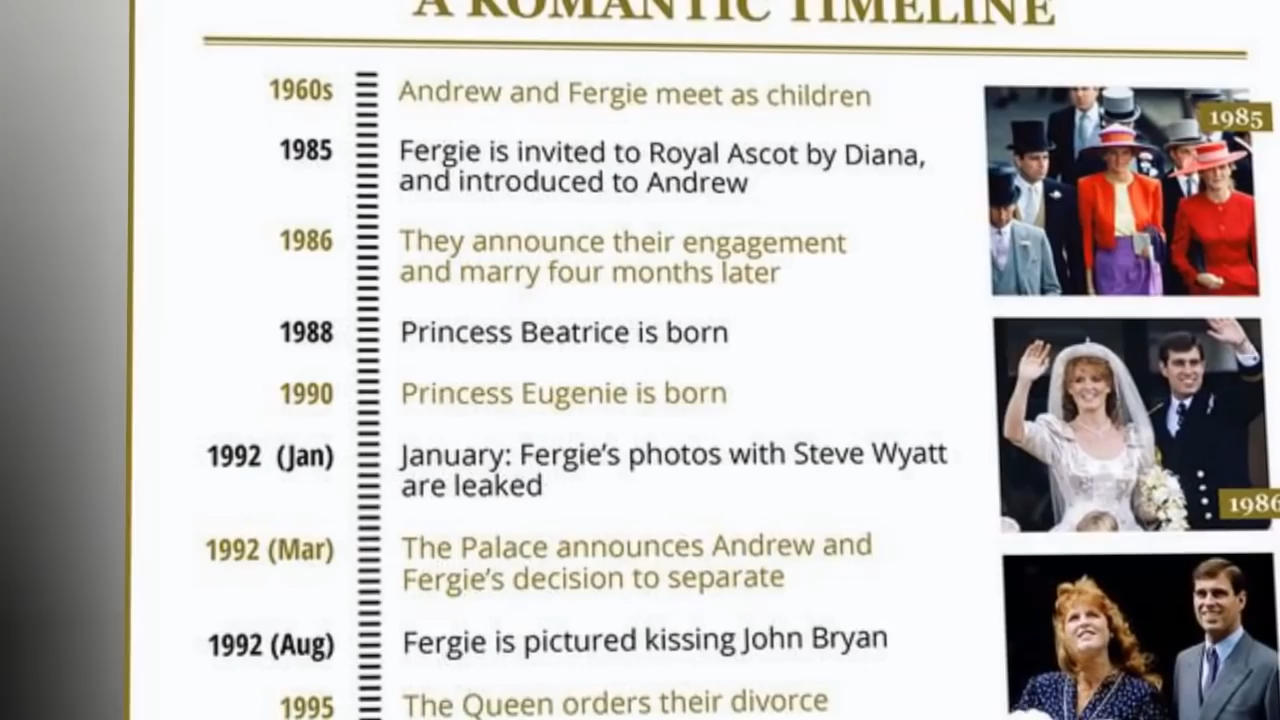 A ROMANTIC TIMELINE
1960s Andrew and Fergie meet as children
1985
1985 Fergie is invited to Royal Ascot by Diana,
and introduced to Andrew
1986 They announce their engagement
and marry four months later
1988 Princess Beatrice is born
1990 Princess Eugenie is born
1992 (Jan) January: Fergie's photos with Steve Wyatt
are leaked
1986
1992 (Mar) The Palace announces Andrew and
Fergie's decision to separate
1992 (Aug) Fergie is pictured kissing John Bryan
1995 The Queen orders their divorce